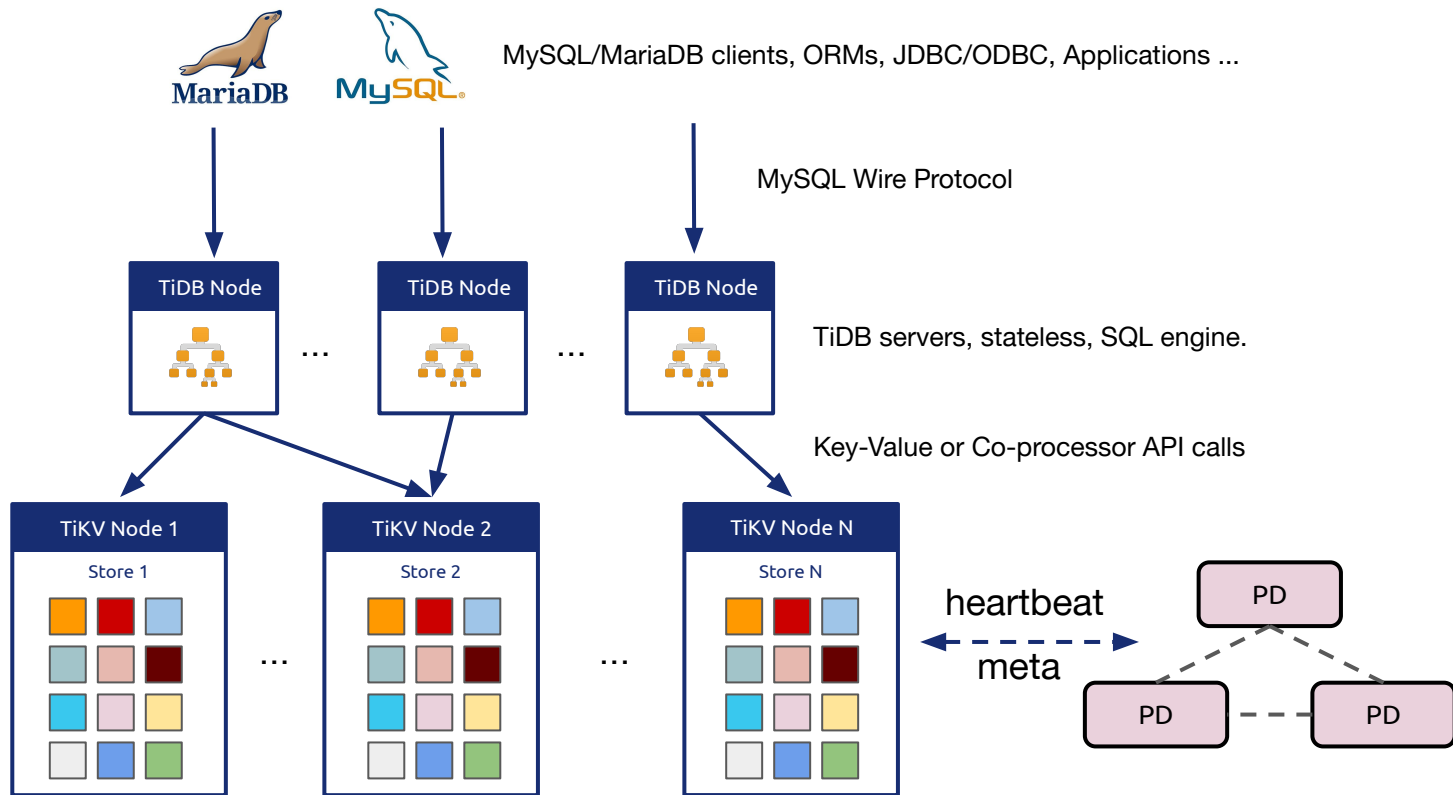 MariaDB
MySQL®
MySQL/MariaDB clients, ORMs, JDBC/ODBC, Applications ...
MySQL Wire Protocol
TiDB Node
...
TiDB Node
...
TiDB Node
TiDB servers, stateless, SQL engine.
Key-Value or Co-processor API calls
TiKV Node 1
Store 1
...
TiKV Node 2
Store 2
...
TiKV Node N
Store N
heartbeat
meta
PD
PD
PD